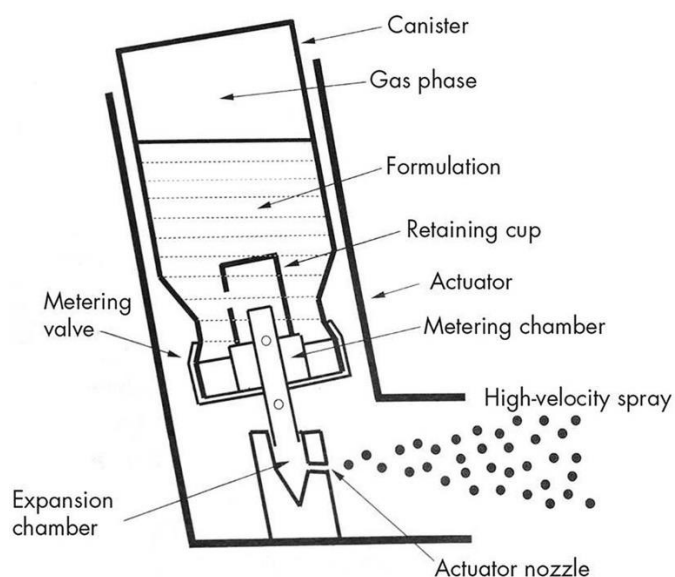 Canister
Gas phase
Formulation
Retaining cup
Actuator
Metering
valve
Metering chamber
High-velocity spray
Expansion
chamber
Actuator nozzle